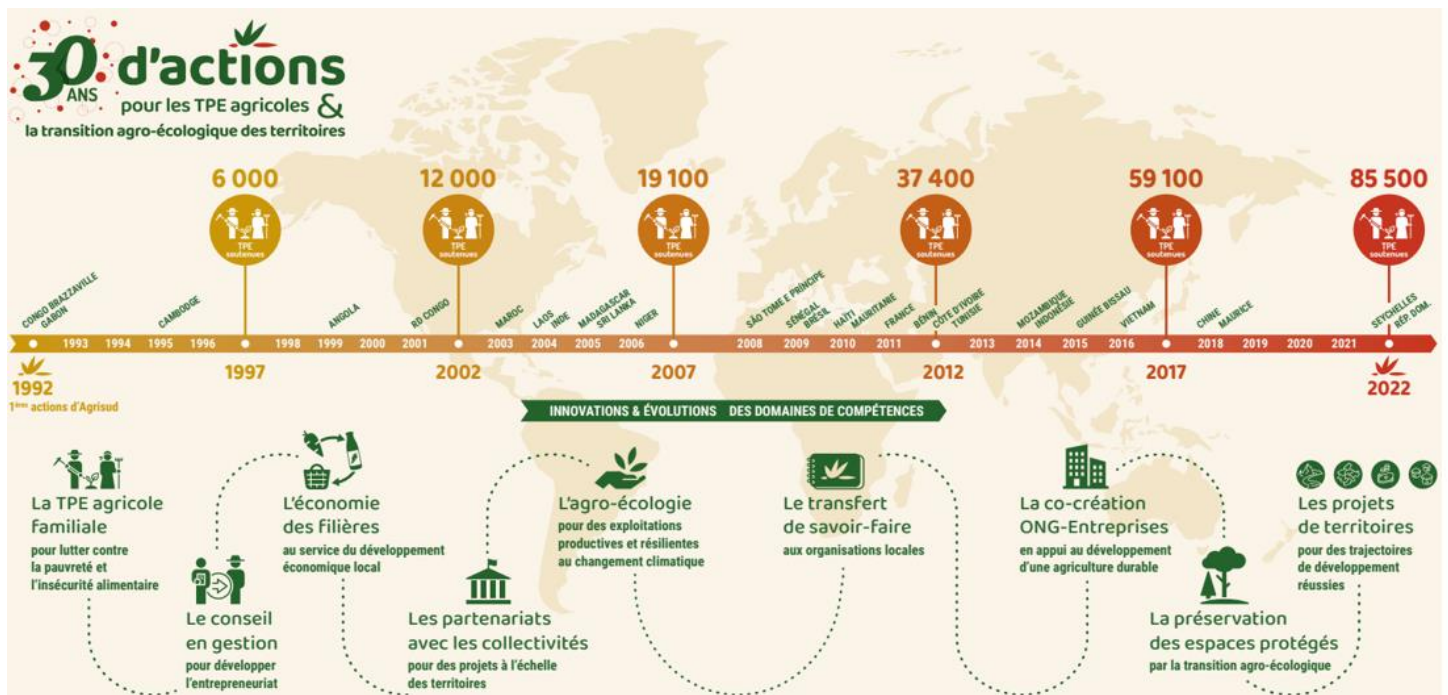 30 ANS d'actions
pour les TPE agricoles &
la transition agro-écologique des territoires
6 000
TPE
soutenues
12 000
TPE
soutenues
19 100
TPE
soutenues
37 400
TPE
soutenues
59 100
TPE
soutenues
85 500
TPE
soutenues
CONGO BRAZZAVILLE
GABON
CAMBODGE
ANGOLA
RD CONGO
MAROC
LAOS
INDE
MADAGASCAR
SRI LANKA
NIGER
SÃO TOME E PRÍNCIPE
SÉNÉGAL
BRÉSIL
HAÏTI
MAURITANIE
FRANCE
BÉNIN
CÔTE D'IVOIRE
TUNISIE
MOZAMBIQUE
INDONÉSIE
GUINÉE BISSAU
VIETNAM
CHINE
MAURICE
SEYCHELLES
RÉP. DOM.
1993 1994 1995 1996 1998 1999 2000 2001 2003 2004 2005 2006 2008 2009 2010 2011 2013 2014 2015 2016 2018 2019 2020 2021
1992
1ères actions d'Agrisud
1997
2002
2007
2012
2017
2022
INNOVATIONS & ÉVOLUTIONS DES DOMAINES DE COMPÉTENCES
La TPE agricole
familiale
pour lutter contre
la pauvreté et
l'insécurité alimentaire
Le conseil
en gestion
pour développer
l'entrepreneuriat
L'économie
des filières
au service du développement
économique local
Les partenariats
avec les collectivités
pour des projets à l'échelle
des territoires
L'agro-écologie
pour des exploitations
productives et résilientes
au changement climatique
Le transfert
de savoir-faire
aux organisations locales
La co-création
ONG-Entreprises
en appui au développement
d'une agriculture durable
La préservation
des espaces protégés
par la transition agro-écologique
Les projets
de territoires
pour des trajectoires
de développement
réussies